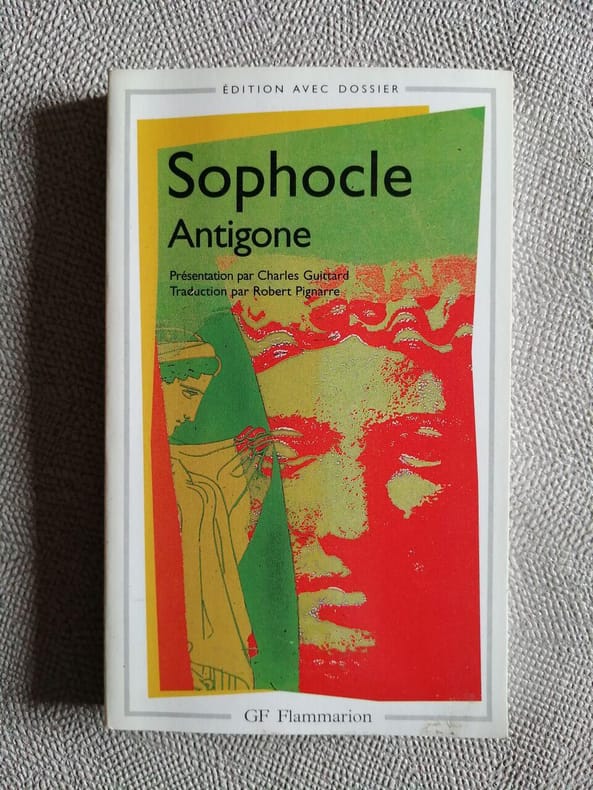 ÉDITION AVEC DOSSIER
Sophocle
Antigone
Présentation par Charles Guittard
Traduction par Robert Pignarre
GF Flammarion